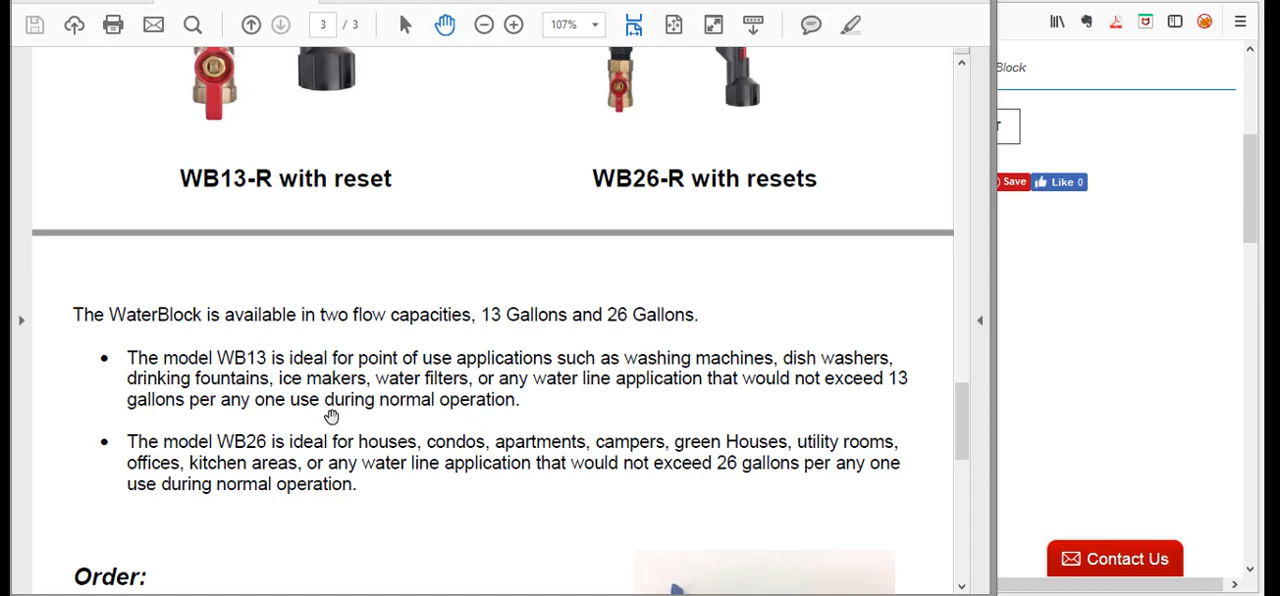 3 / 3
107%
Block
T
WB13-R with reset
WB26-R with resets
Save
Like 0
The WaterBlock is available in two flow capacities, 13 Gallons and 26 Gallons.
• The model WB13 is ideal for point of use applications such as washing machines, dish washers,
drinking fountains, ice makers, water filters, or any water line application that would not exceed 13
gallons per any one use during normal operation.
• The model WB26 is ideal for houses, condos, apartments, campers, green Houses, utility rooms,
offices, kitchen areas, or any water line application that would not exceed 26 gallons per any one
use during normal operation.
Contact Us
Order: